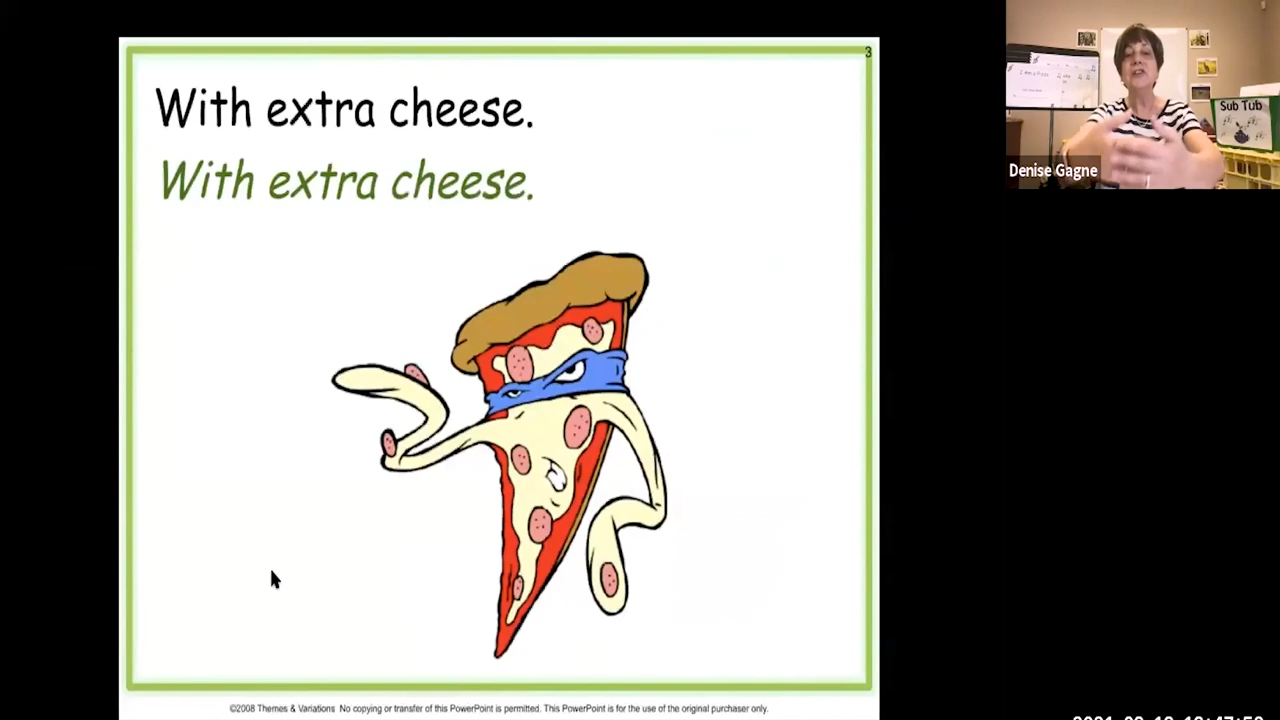 3
With extra cheese.
With extra cheese.
©2008 Themes & Variations No copying or transfer of this PowerPoint is permitted. This PowerPoint is for the use of the original purchaser only.
Sub Tub
Denise Gagne